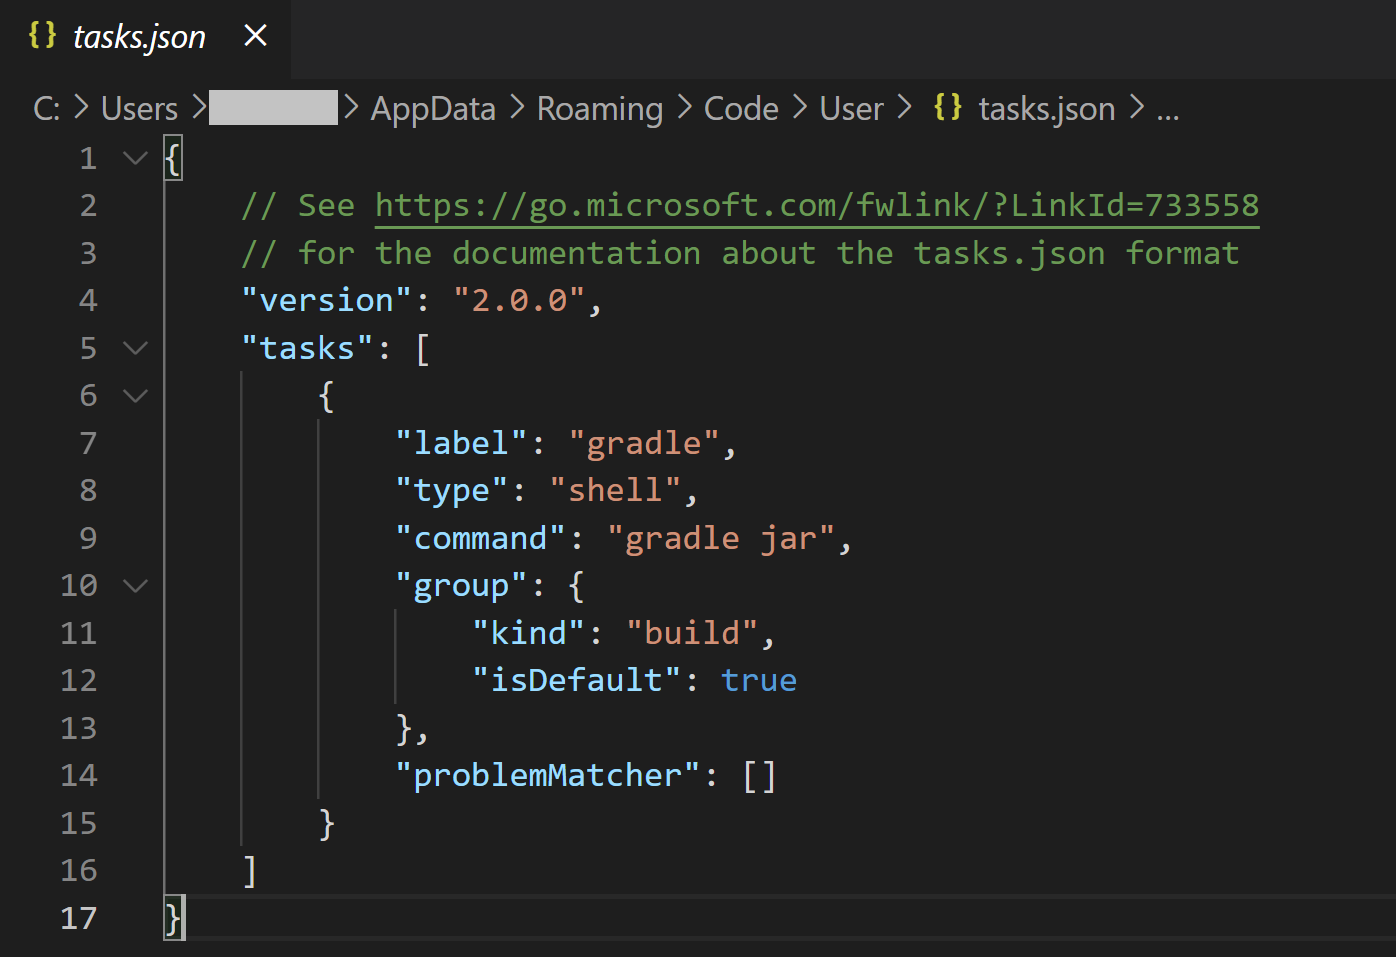 {} tasks.json ×
C: > Users > > AppData > Roaming > Code > User > {} tasks.json > ...
1 {
2 // See https://go.microsoft.com/fwlink/?LinkId=733558
3 // for the documentation about the tasks.json format
4 "version": "2.0.0",
5 "tasks": [
6 {
7 "label": "gradle",
8 "type": "shell",
9 "command": "gradle jar",
10 "group": {
11 "kind": "build",
12 "isDefault": true
13 },
14 "problemMatcher": []
15 }
16 ]
17 }